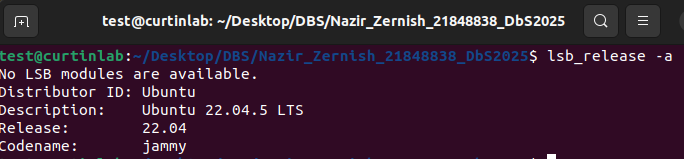 test@curtinlab: ~/Desktop/DBS/Nazir_Zernish_21848838_DbS2025
test@curtinlab:~/Desktop/DBS/Nazir_Zernish_21848838_DbS2025$ lsb_release -a
No LSB modules are available.
Distributor ID: Ubuntu
Description:    Ubuntu 22.04.5 LTS
Release:        22.04
Codename:       jammy